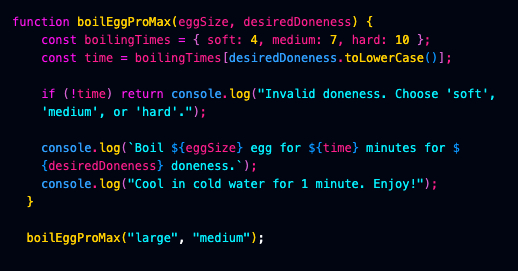 function boilEggProMax(eggSize, desiredDoneness) {
const boilingTimes = { soft: 4, medium: 7, hard: 10 };
const time = boilingTimes[desiredDoneness.toLowerCase()];
if (!time) return console.log("Invalid doneness. Choose 'soft',
'medium', or 'hard'.");
console.log(`Boil ${eggSize} egg for ${time} minutes for $
{desiredDoneness} doneness.`);
console.log("Cool in cold water for 1 minute. Enjoy!");
}
boilEggProMax("large", "medium");